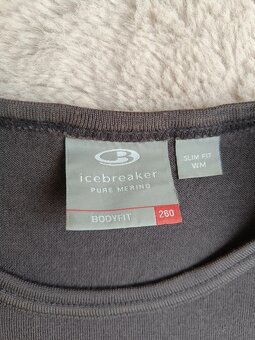 icebreaker
PURE MERINO
BODYFIT 260
SLIM FIT
WM